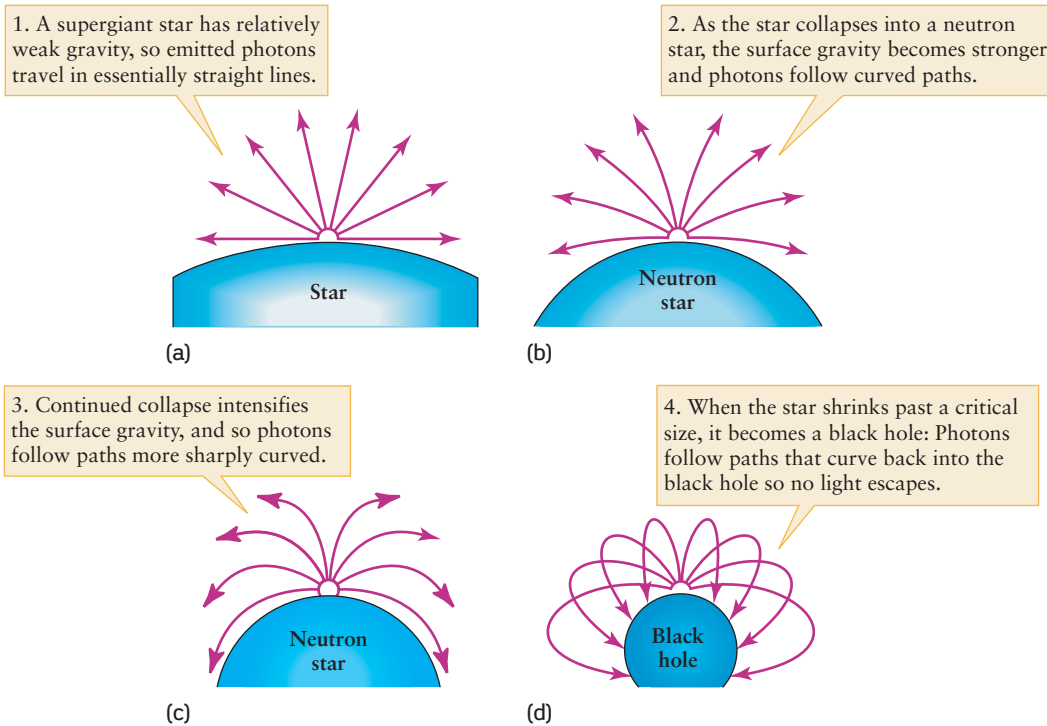 1. A supergiant star has relatively
weak gravity, so emitted photons
travel in essentially straight lines.
2. As the star collapses into a neutron
star, the surface gravity becomes stronger
and photons follow curved paths.
Star
(a)
Neutron
star
(b)
3. Continued collapse intensifies
the surface gravity, and so photons
follow paths more sharply curved.
4. When the star shrinks past a critical
size, it becomes a black hole: Photons
follow paths that curve back into the
black hole so no light escapes.
Neutron
star
(c)
Black
hole
(d)